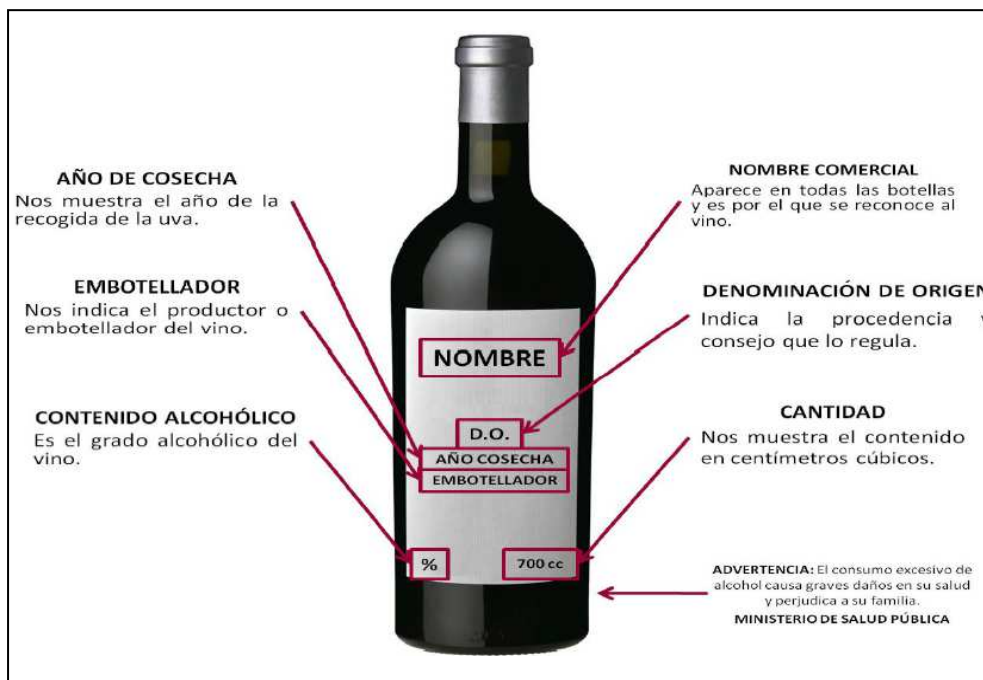 AÑO DE COSECHA
Nos muestra el año de la
recogida de la uva.
EMBOTELLADOR
Nos indica el productor o
embotellador del vino.
CONTENIDO ALCOHÓLICO
Es el grado alcohólico del
vino.
NOMBRE
D.O.
AÑO COSECHA
EMBOTELLADOR
%
700 cc
NOMBRE COMERCIAL
Aparece en todas las botellas
y es por el que se reconoce al
vino.
DENOMINACIÓN DE ORIGEN
Indica la procedencia
consejo que lo regula.
CANTIDAD
Nos muestra el contenido
en centímetros cúbicos.
ADVERTENCIA: El consumo excesivo de
alcohol causa graves daños en su salud
y perjudica a su familia.
MINISTERIO DE SALUD PÚBLICA